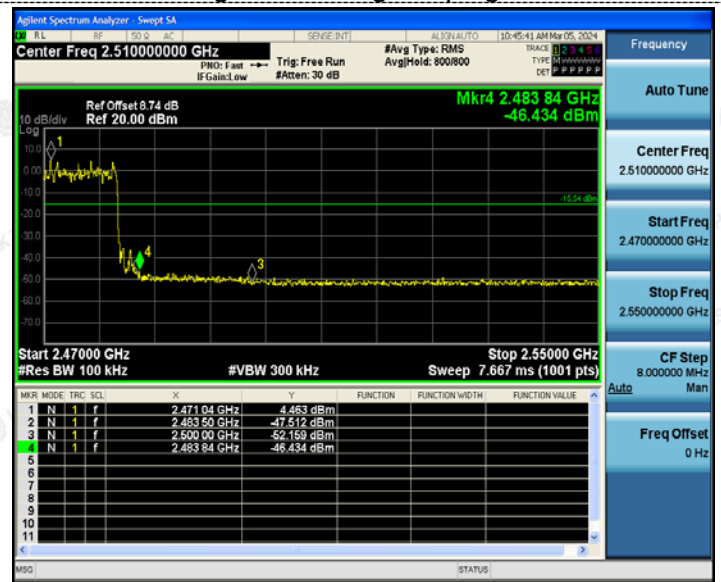 Agilent Spectrum Analyzer - Swept SA
RL RF 50 Ω AC SENSE:INT ALIGN AUTO 10:45:41 AM Mar 05, 2024
Center Freq 2.510000000 GHz
PNO: Fast
IFGain:Low
Trig: Free Run
#Atten: 30 dB
#Avg Type: RMS
Avg|Hold: 800/800
TRACE 1 2 3 4 5 6
TYPE M W W W W W
DET P P P P P P
Ref Offset 8.74 dB
10 dB/div Ref 20.00 dBm
Log
Mkr4 2.483 84 GHz
-46.434 dBm
10.0
0.00
-10.0
-20.0
-30.0
-40.0
-50.0
-60.0
-70.0
1
4
3
-15.54 dBm
Start 2.47000 GHz Stop 2.55000 GHz
#Res BW 100 kHz #VBW 300 kHz Sweep 7.667 ms (1001 pts)
MKR MODE TRC SCL X Y FUNCTION FUNCTION WIDTH FUNCTION VALUE
1 N 1 f 2.471 04 GHz 4.463 dBm
2 N 1 f 2.483 50 GHz -47.512 dBm
3 N 1 f 2.500 00 GHz -52.159 dBm
4 N 1 f 2.483 84 GHz -46.434 dBm
5
6
7
8
9
10
11
MSG STATUS
Frequency
Auto Tune
Center Freq
2.510000000 GHz
Start Freq
2.470000000 GHz
Stop Freq
2.550000000 GHz
CF Step
8.000000 MHz
Auto Man
Freq Offset
0 Hz